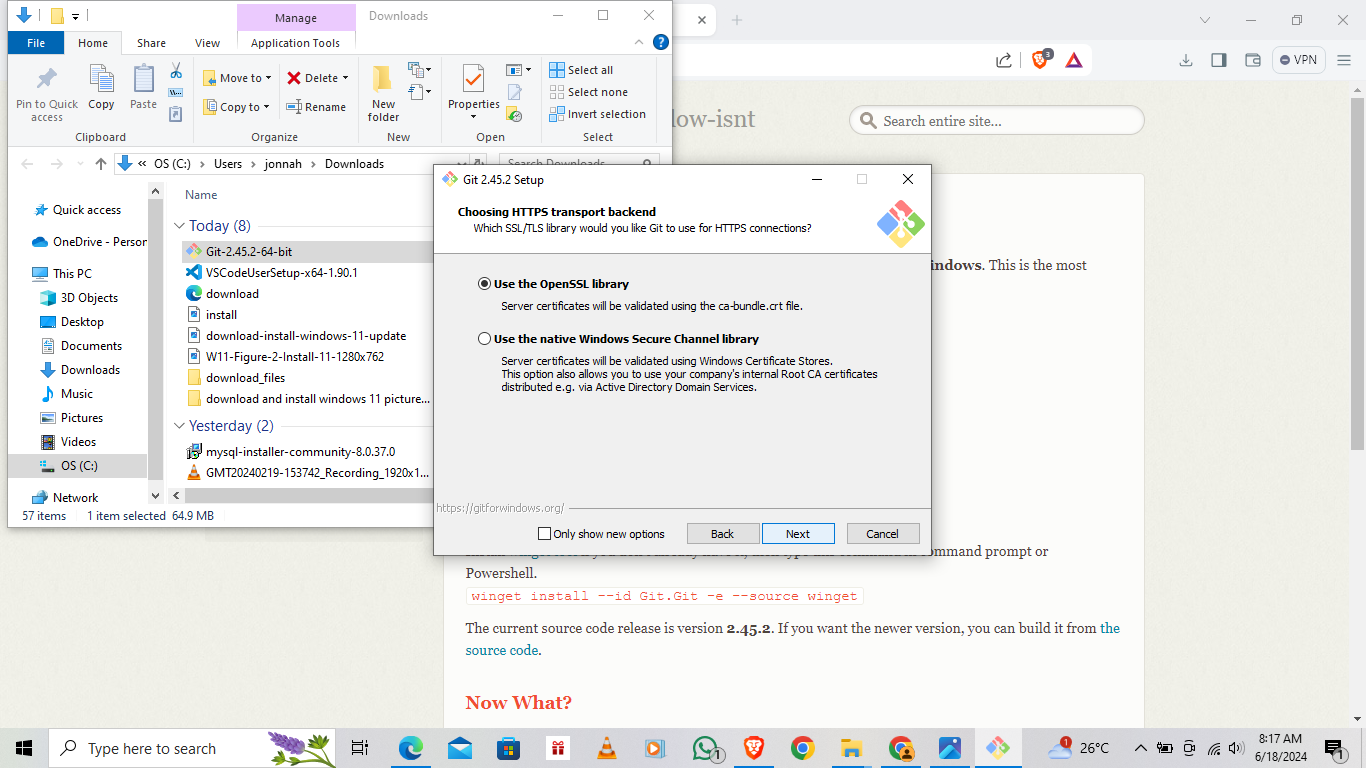 Manage
Downloads
File
Home
Share
View
Application Tools
Pin to Quick access
Copy
Paste
Move to
Copy to
Delete
Rename
New folder
Properties
Select all
Select none
Invert selection
Clipboard
Organize
New
Open
Select
« OS (C:) > Users > jonnah > Downloads
Search Downloads
Name
Quick access
OneDrive - Person
This PC
3D Objects
Desktop
Documents
Downloads
Music
Pictures
Videos
OS (C:)
Network
Today (8)
Git-2.45.2-64-bit
VSCodeUserSetup-x64-1.90.1
download
install
download-install-windows-11-update
W11-Figure-2-Install-11-1280x762
download_files
download and install windows 11 picture...
Yesterday (2)
mysql-installer-community-8.0.37.0
GMT20240219-153742_Recording_1920x1...
57 items
1 item selected 64.9 MB
3
VPN
low-isnt
Search entire site...
Git 2.45.2 Setup
Choosing HTTPS transport backend
Which SSL/TLS library would you like Git to use for HTTPS connections?
Use the OpenSSL library
Server certificates will be validated using the ca-bundle.crt file.
Use the native Windows Secure Channel library
Server certificates will be validated using Windows Certificate Stores.
This option also allows you to use your company's internal Root CA certificates
distributed e.g. via Active Directory Domain Services.
https://gitforwindows.org/
Only show new options
Back
Next
Cancel
indows. This is the most
mmand prompt or
Powershell.
winget install --id Git.Git -e --source winget
The current source code release is version 2.45.2. If you want the newer version, you can build it from the
source code.
Now What?
Type here to search
1
1
26°C
8:17 AM
6/18/2024
1